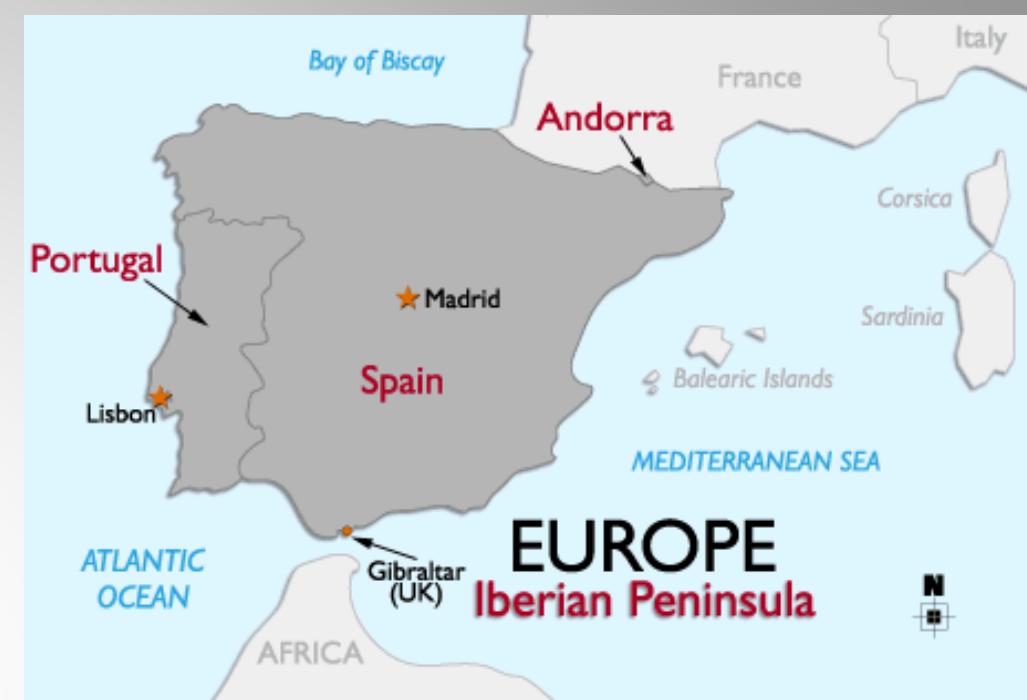 Bay of Biscay
Italy
France
Andorra
Corsica
Portugal
Madrid
Sardinia
Spain
Balearic Islands
Lisbon
MEDITERRANEAN SEA
EUROPE
Iberian Peninsula
ATLANTIC
OCEAN
Gibraltar
(UK)
N
AFRICA